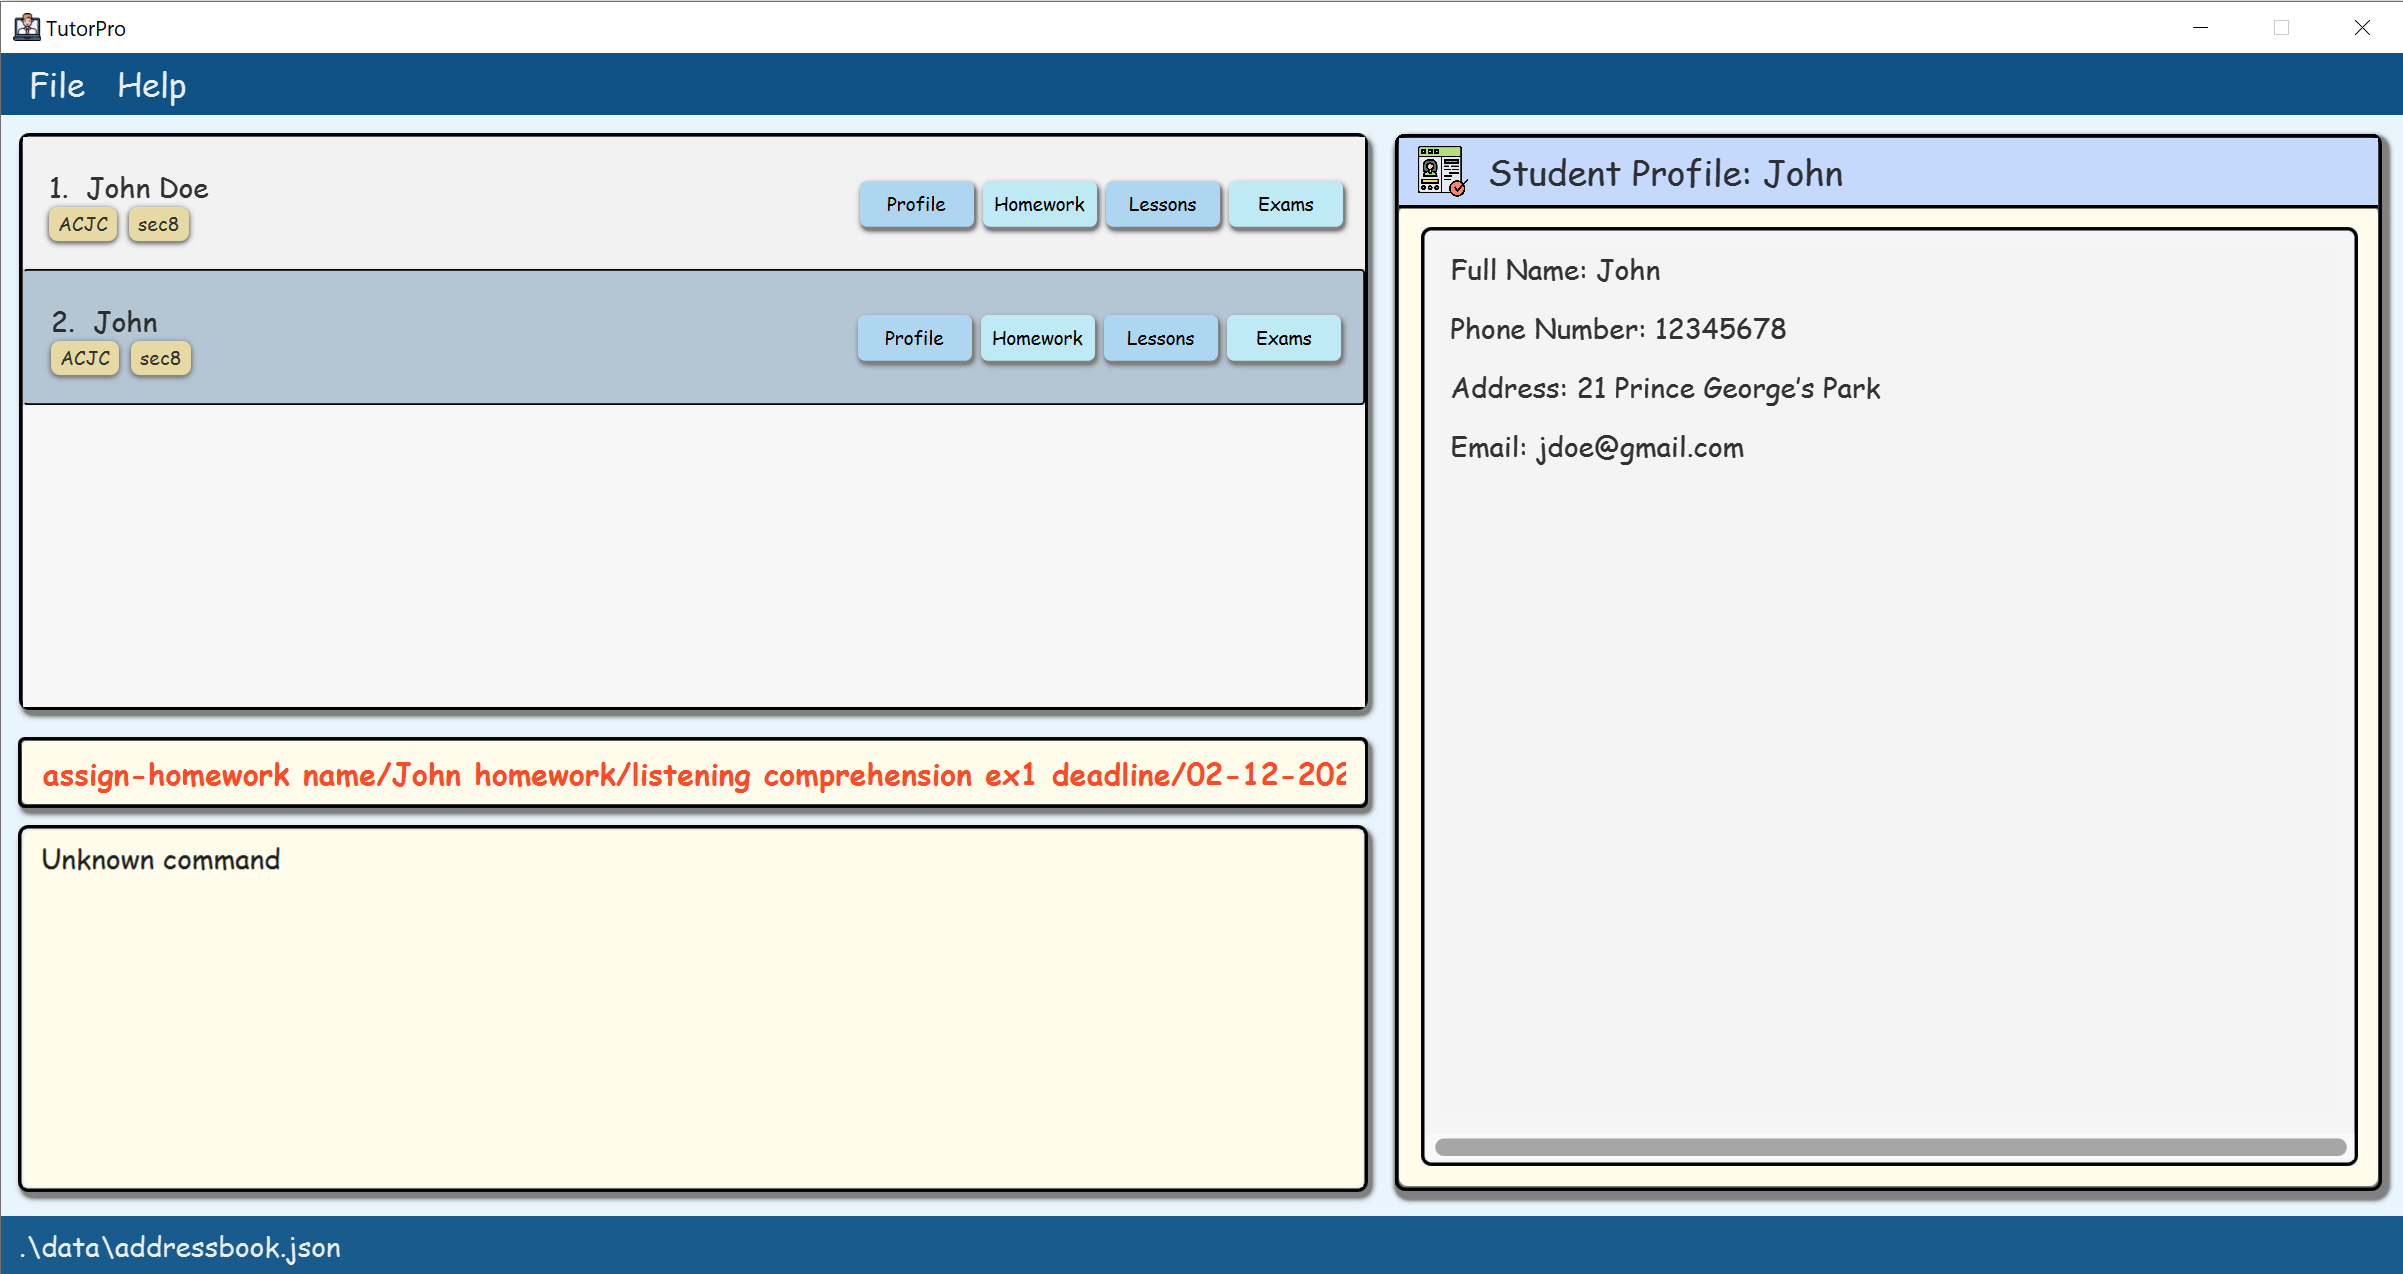 TutorPro
File Help
1. John Doe
ACJC sec8
Profile Homework Lessons Exams
2. John
ACJC sec8
Profile Homework Lessons Exams
assign-homework name/John homework/listening comprehension ex1 deadline/02-12-202
Unknown command
Student Profile: John
Full Name: John
Phone Number: 12345678
Address: 21 Prince George's Park
Email: jdoe@gmail.com
.\data\addressbook.json